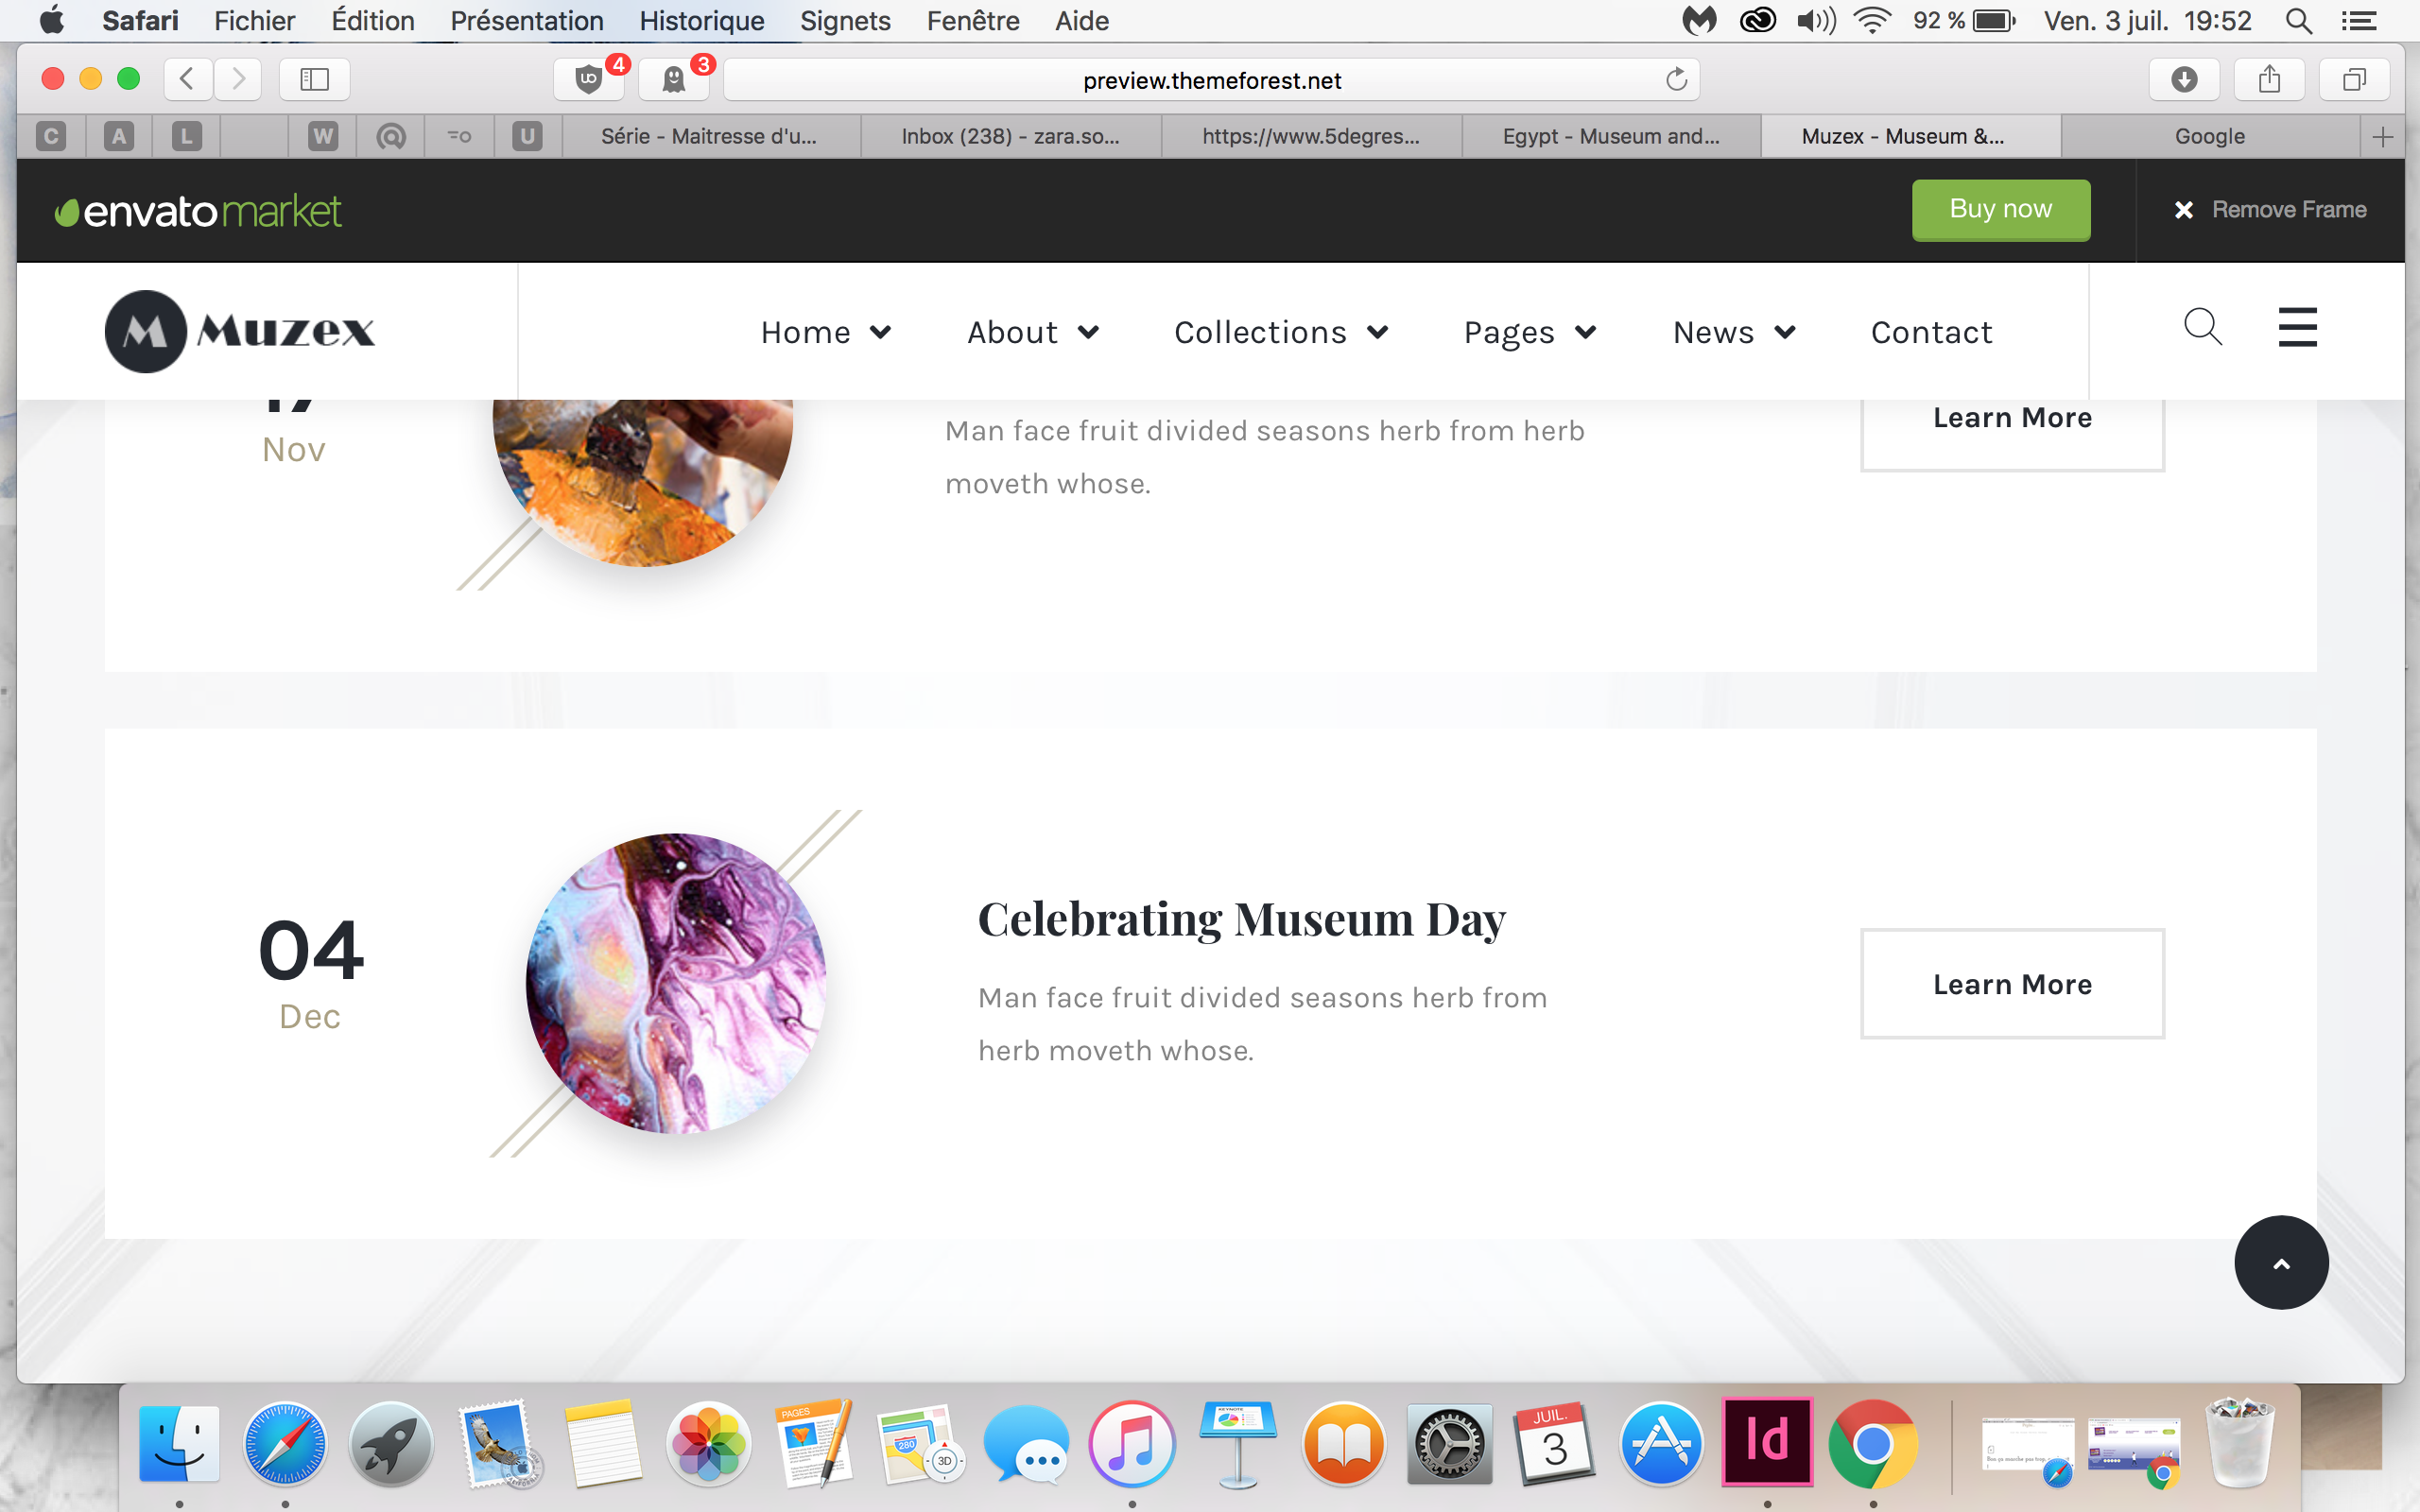 Safari Fichier Édition Présentation Historique Signets Fenêtre Aide 92 % Ven. 3 juil. 19:52
4 3 preview.themeforest.net
C A L W U Série - Maitresse d'u... Inbox (238) - zara.so... https://www.5degres... Egypt - Museum and... Muzex - Museum &... Google
envatomarket Buy now Remove Frame
M Muzex Home About Collections Pages News Contact
Nov
Man face fruit divided seasons herb from herb
moveth whose.
Learn More
04
Dec
Celebrating Museum Day
Man face fruit divided seasons herb from
herb moveth whose.
Learn More
PAGES 280 3D KEYNOTE JUIL. 3 Id